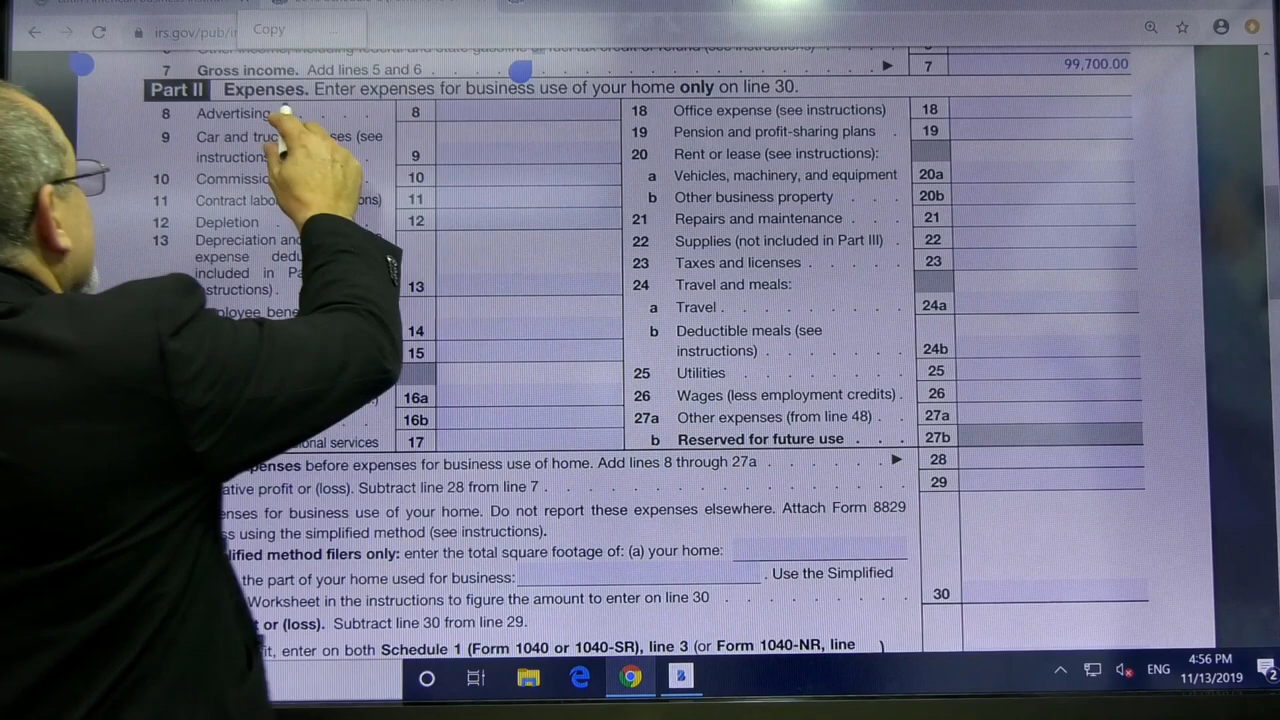 irs.gov/pub/ir
Copy
...
7 Gross income. Add lines 5 and 6 7 99,700.00
Part II Expenses. Enter expenses for business use of your home only on line 30.
8 Advertising 8
9 Car and truc ses (see
instructions 9
10 Commissio 10
11 Contract labo ons) 11
12 Depletion 12
13 Depreciation and
expense dedu
included in Pa
structions). 13
ployee bene
14
15
16a
16b
onal services 17
18 Office expense (see instructions) 18
19 Pension and profit-sharing plans 19
20 Rent or lease (see instructions):
a Vehicles, machinery, and equipment 20a
b Other business property 20b
21 Repairs and maintenance 21
22 Supplies (not included in Part III) 22
23 Taxes and licenses 23
24 Travel and meals:
a Travel 24a
b Deductible meals (see
instructions) 24b
25 Utilities 25
26 Wages (less employment credits) 26
27a Other expenses (from line 48) 27a
b Reserved for future use 27b
penses before expenses for business use of home. Add lines 8 through 27a 28
ative profit or (loss). Subtract line 28 from line 7 29
enses for business use of your home. Do not report these expenses elsewhere. Attach Form 8829
s using the simplified method (see instructions).
lified method filers only: enter the total square footage of: (a) your home:
the part of your home used for business: . Use the Simplified
Worksheet in the instructions to figure the amount to enter on line 30 30
t or (loss). Subtract line 30 from line 29.
fit, enter on both Schedule 1 (Form 1040 or 1040-SR), line 3 (or Form 1040-NR, line
ENG
4:56 PM
11/13/2019
2